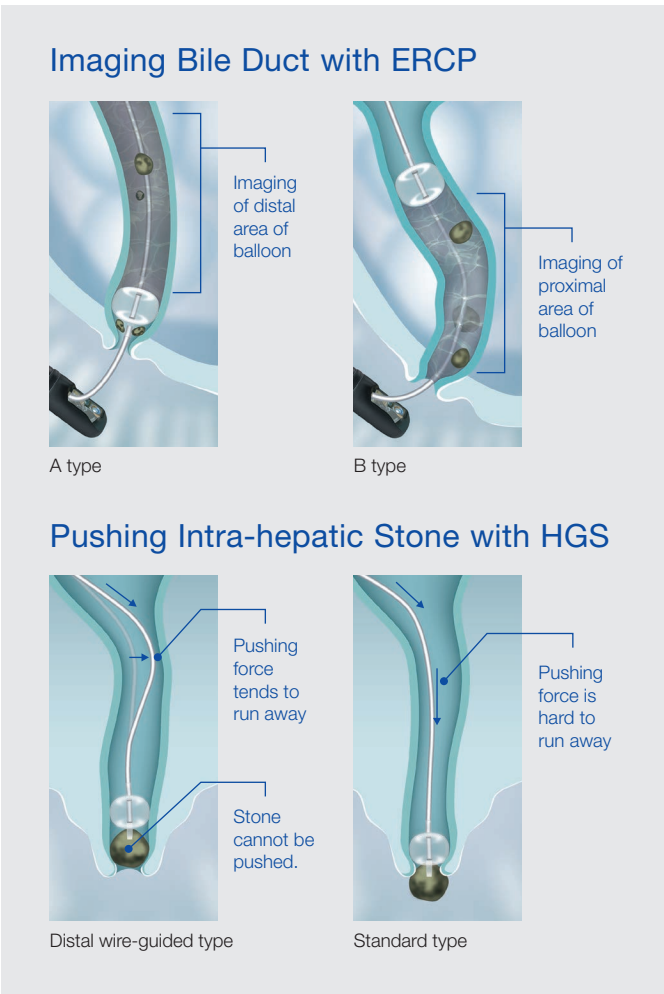 Imaging Bile Duct with ERCP
Imaging
of distal
area of
balloon
Imaging of
proximal
area of
balloon
A type
B type
Pushing Intra-hepatic Stone with HGS
Pushing
force
tends to
run away
Stone
cannot be
pushed.
Pushing
force is
hard to
run away
Distal wire-guided type
Standard type